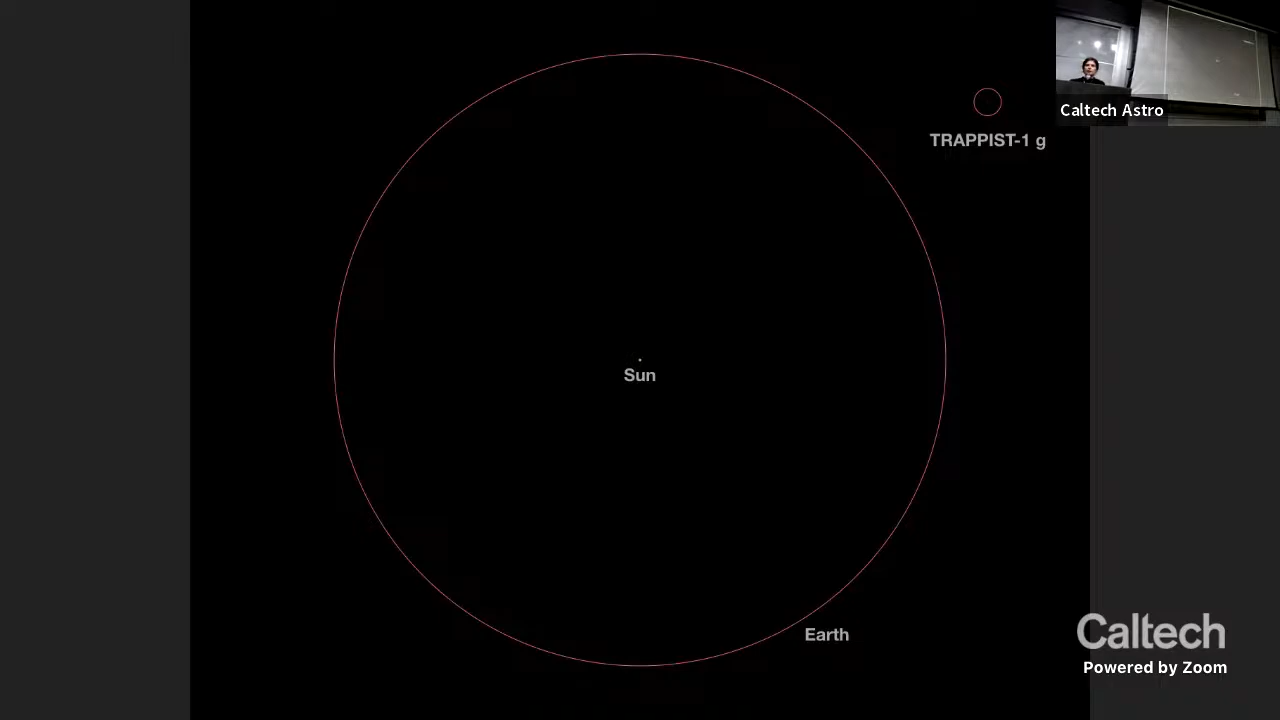 Caltech Astro
TRAPPIST-1 g
Sun
Earth
Caltech
Powered by Zoom